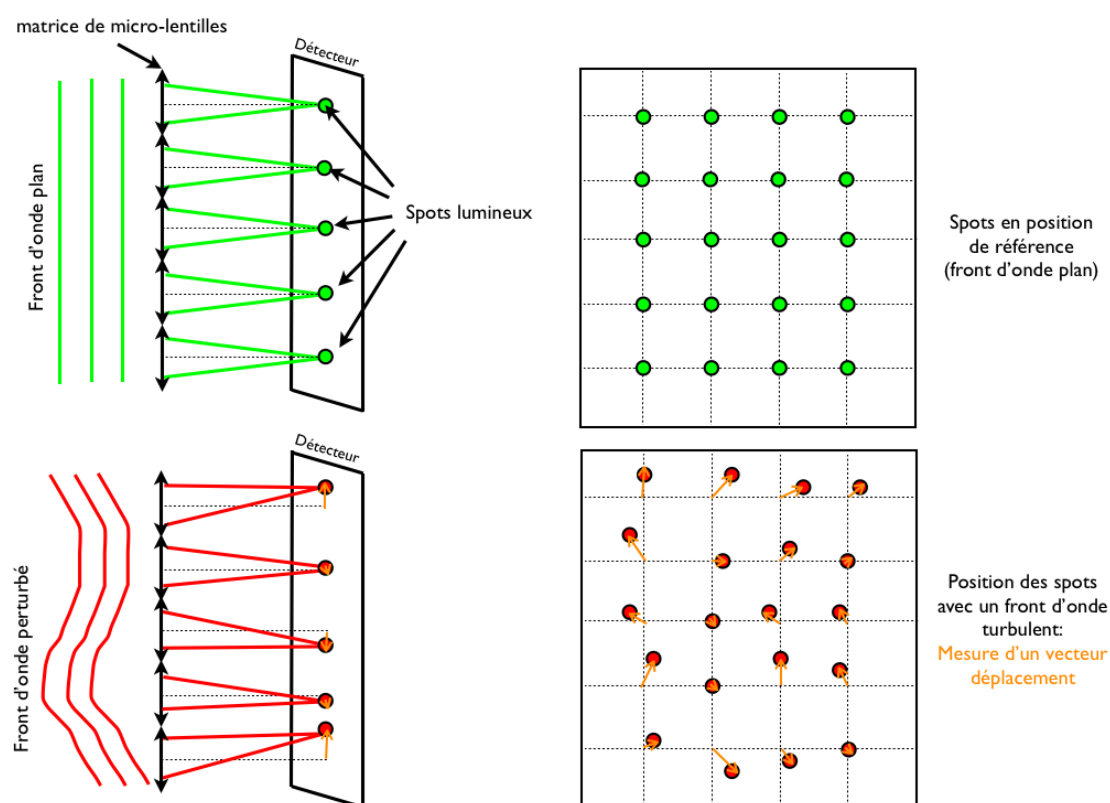 matrice de micro-lentilles
Détecteur
Front d'onde plan
Spots lumineux
Spots en position
de référence
(front d'onde plan)
Détecteur
Front d'onde perturbé
Position des spots
avec un front d'onde
turbulent:
Mesure d'un vecteur
déplacement